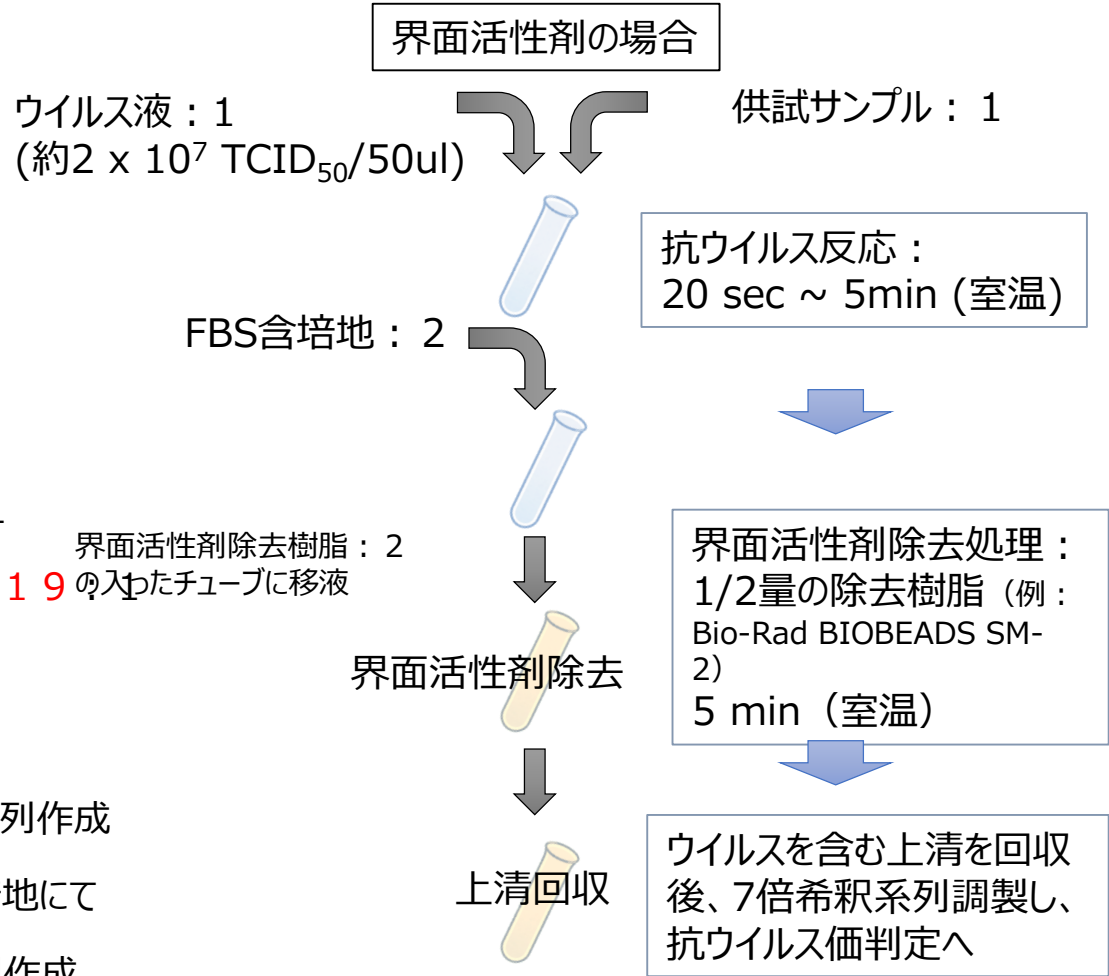 界面活性剤の場合
ウイルス液：1
(約2 x 10⁷ TCID₅₀/50ul)
供試サンプル：1
抗ウイルス反応：
20 sec ~ 5min (室温)
FBS含培地：2
界面活性剤除去樹脂：2
の入ったチューブに移液
１９：1
界面活性剤除去処理：
1/2量の除去樹脂（例：
Bio-Rad BIOBEADS SM-
2）
5 min（室温）
界面活性剤除去
列作成
地にて
作成
上清回収
ウイルスを含む上清を回収
後、7倍希釈系列調製し、
抗ウイルス価判定へ